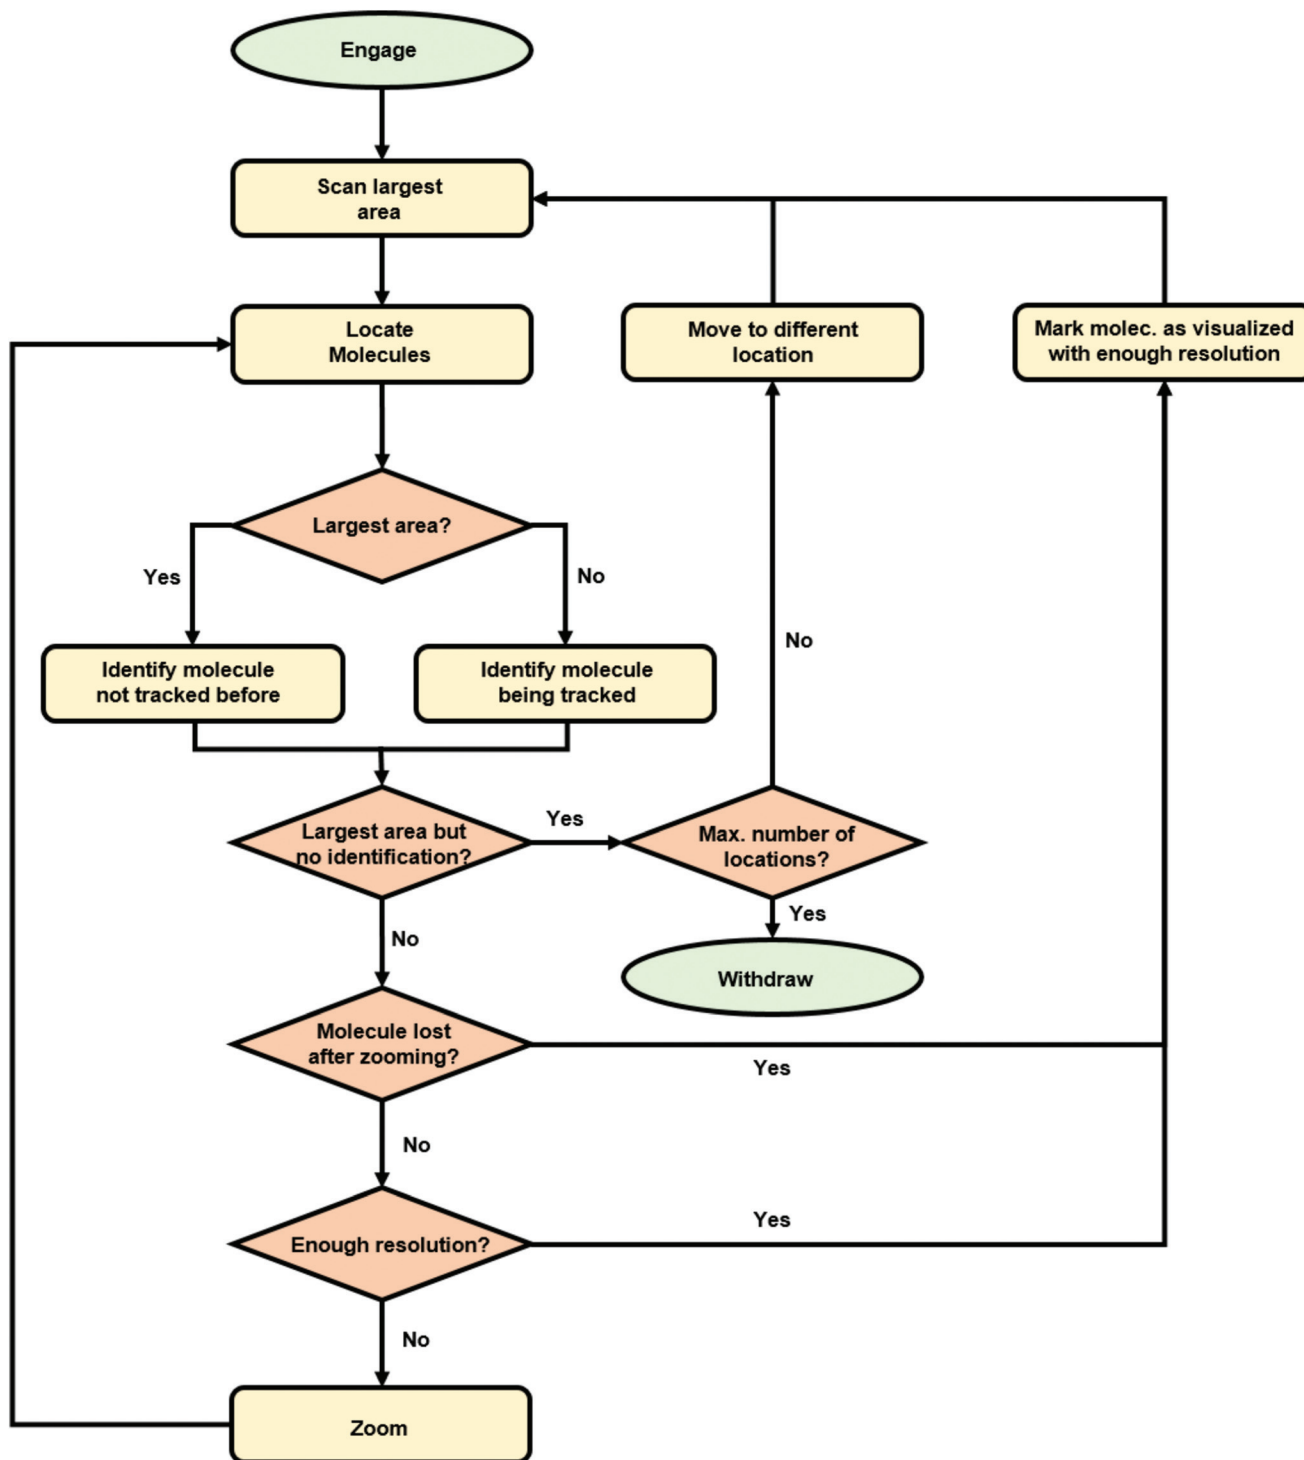 Engage
Scan largest
area
Locate
Molecules
Move to different
location
Mark molec. as visualized
with enough resolution
Largest area?
Yes
No
Identify molecule
not tracked before
Identify molecule
being tracked
No
Largest area but
no identification?
Yes
Max. number of
locations?
Yes
No
Withdraw
Molecule lost
after zooming?
Yes
No
Enough resolution?
Yes
No
Zoom